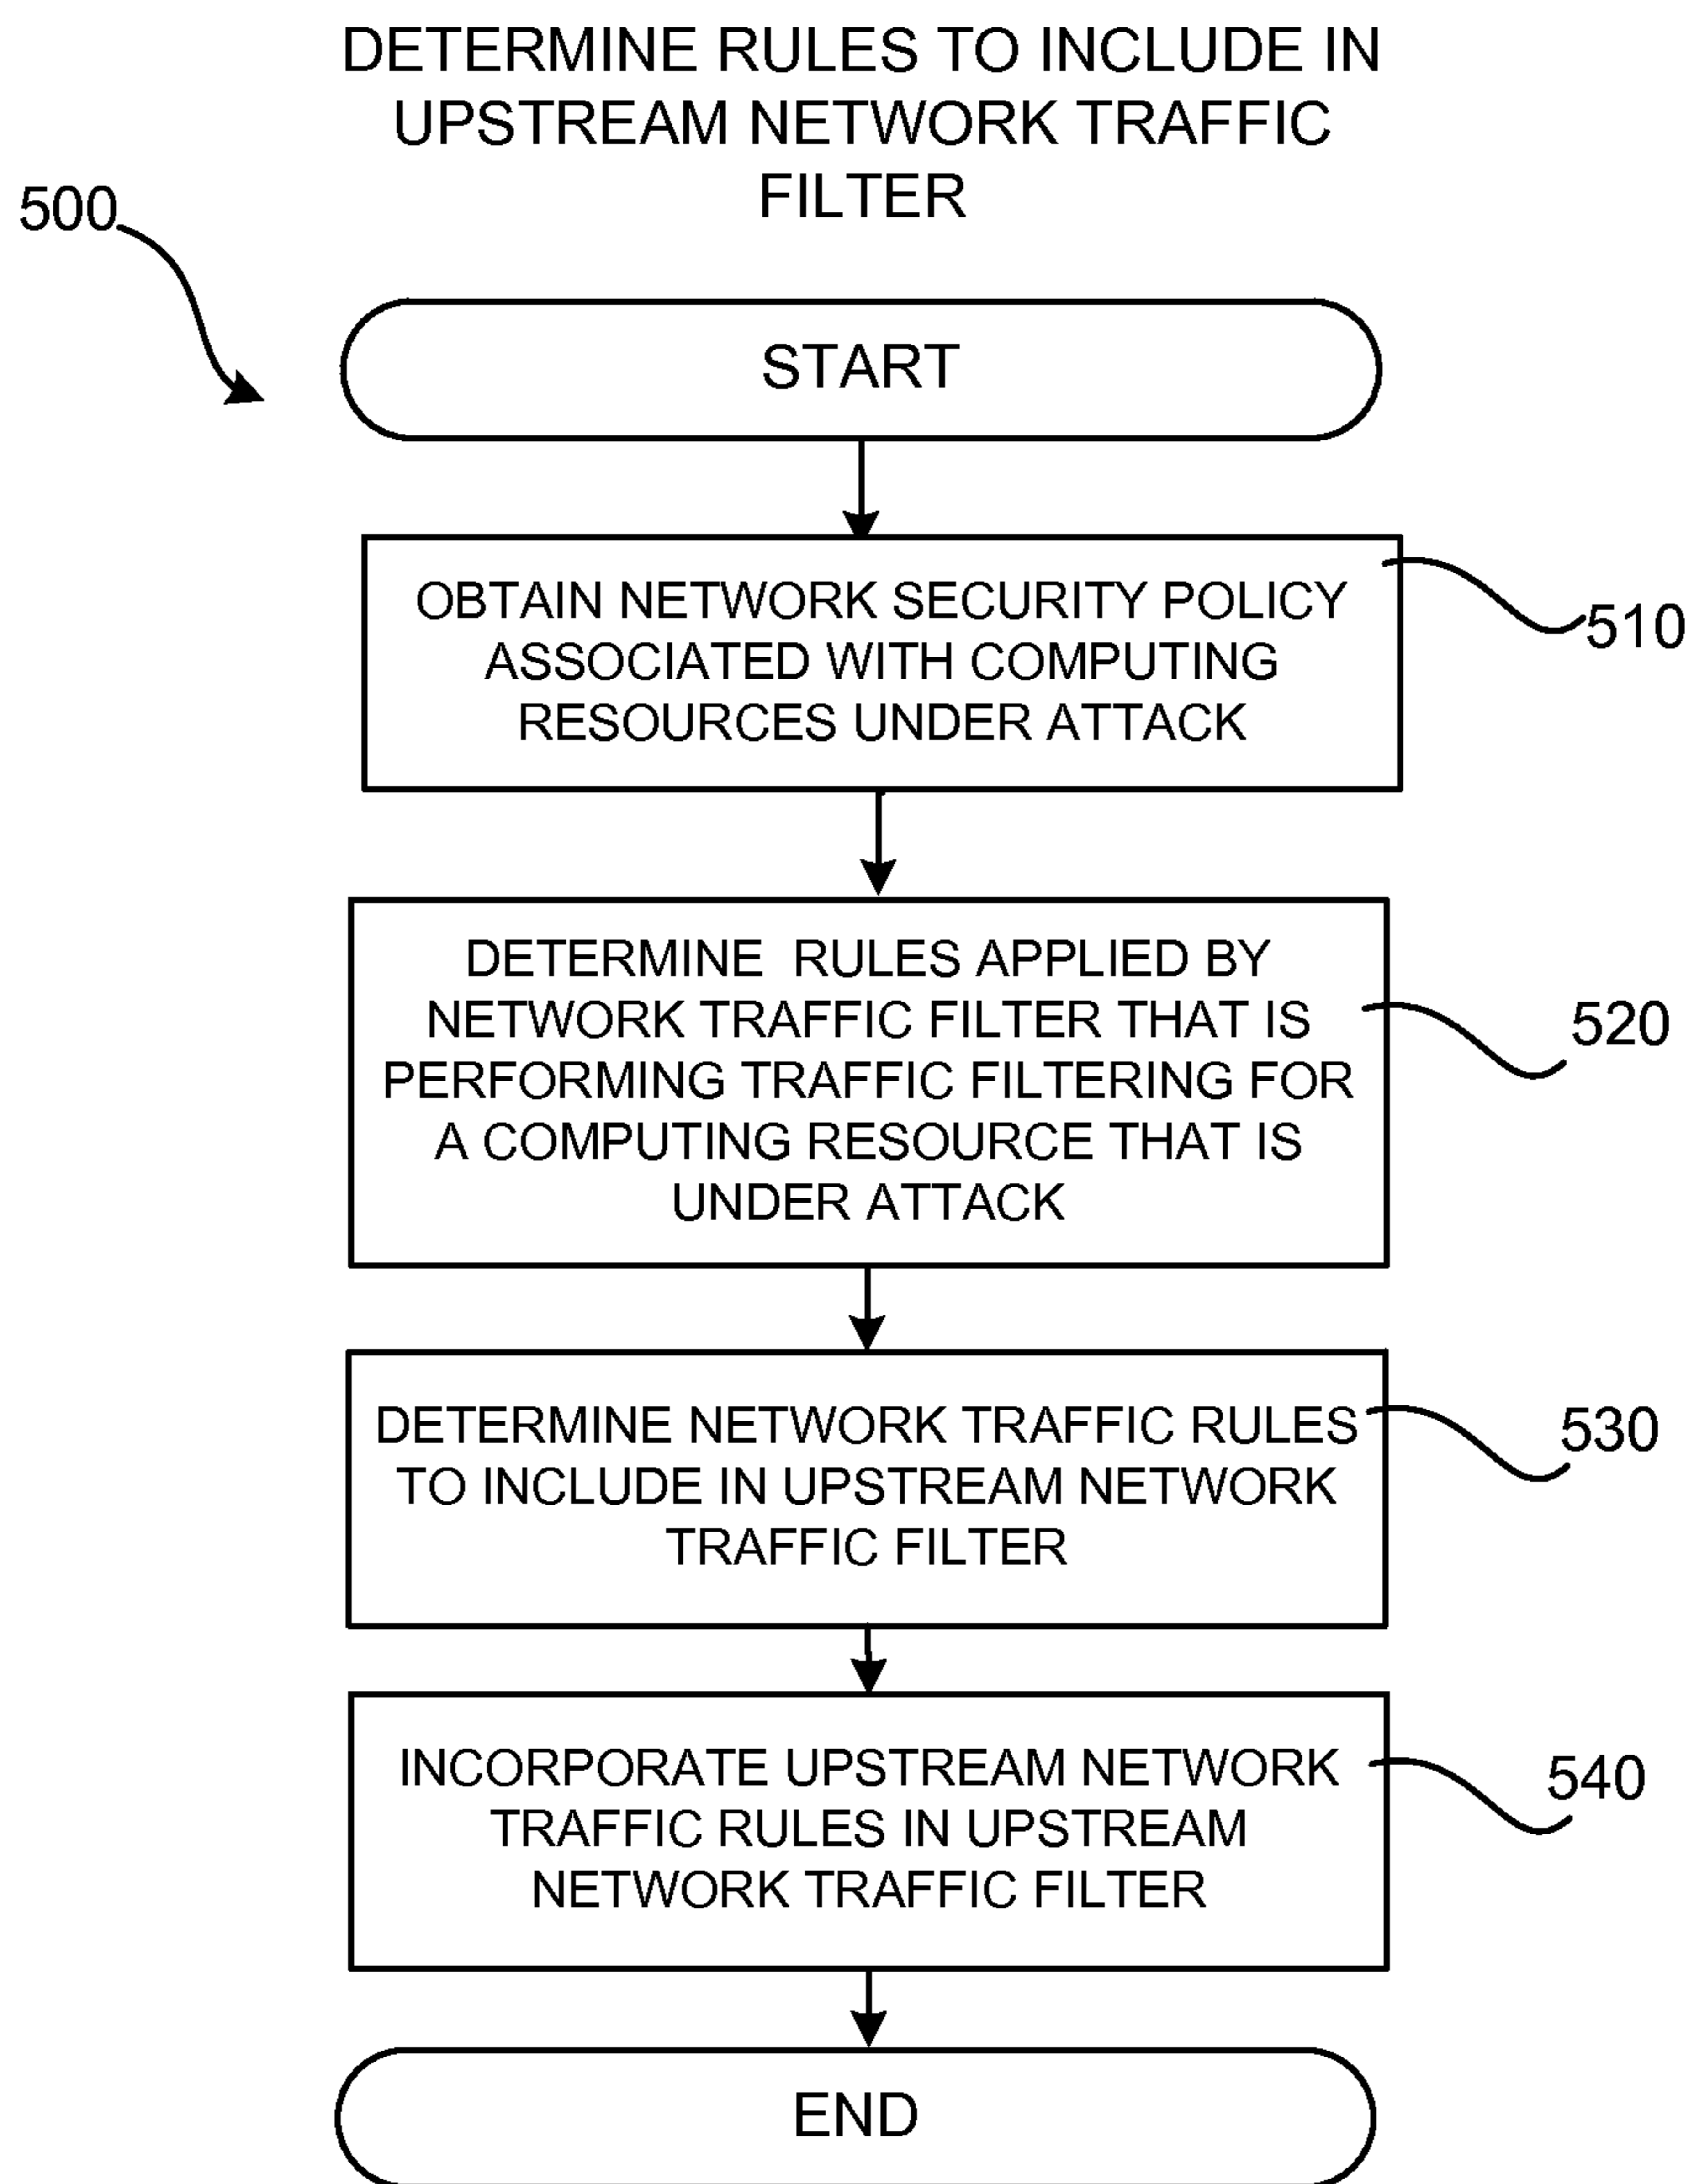 DETERMINE RULES TO INCLUDE IN
UPSTREAM NETWORK TRAFFIC
FILTER
500
START
OBTAIN NETWORK SECURITY POLICY
ASSOCIATED WITH COMPUTING
RESOURCES UNDER ATTACK
510
DETERMINE RULES APPLIED BY
NETWORK TRAFFIC FILTER THAT IS
PERFORMING TRAFFIC FILTERING FOR
A COMPUTING RESOURCE THAT IS
UNDER ATTACK
520
DETERMINE NETWORK TRAFFIC RULES
TO INCLUDE IN UPSTREAM NETWORK
TRAFFIC FILTER
530
INCORPORATE UPSTREAM NETWORK
TRAFFIC RULES IN UPSTREAM
NETWORK TRAFFIC FILTER
540
END